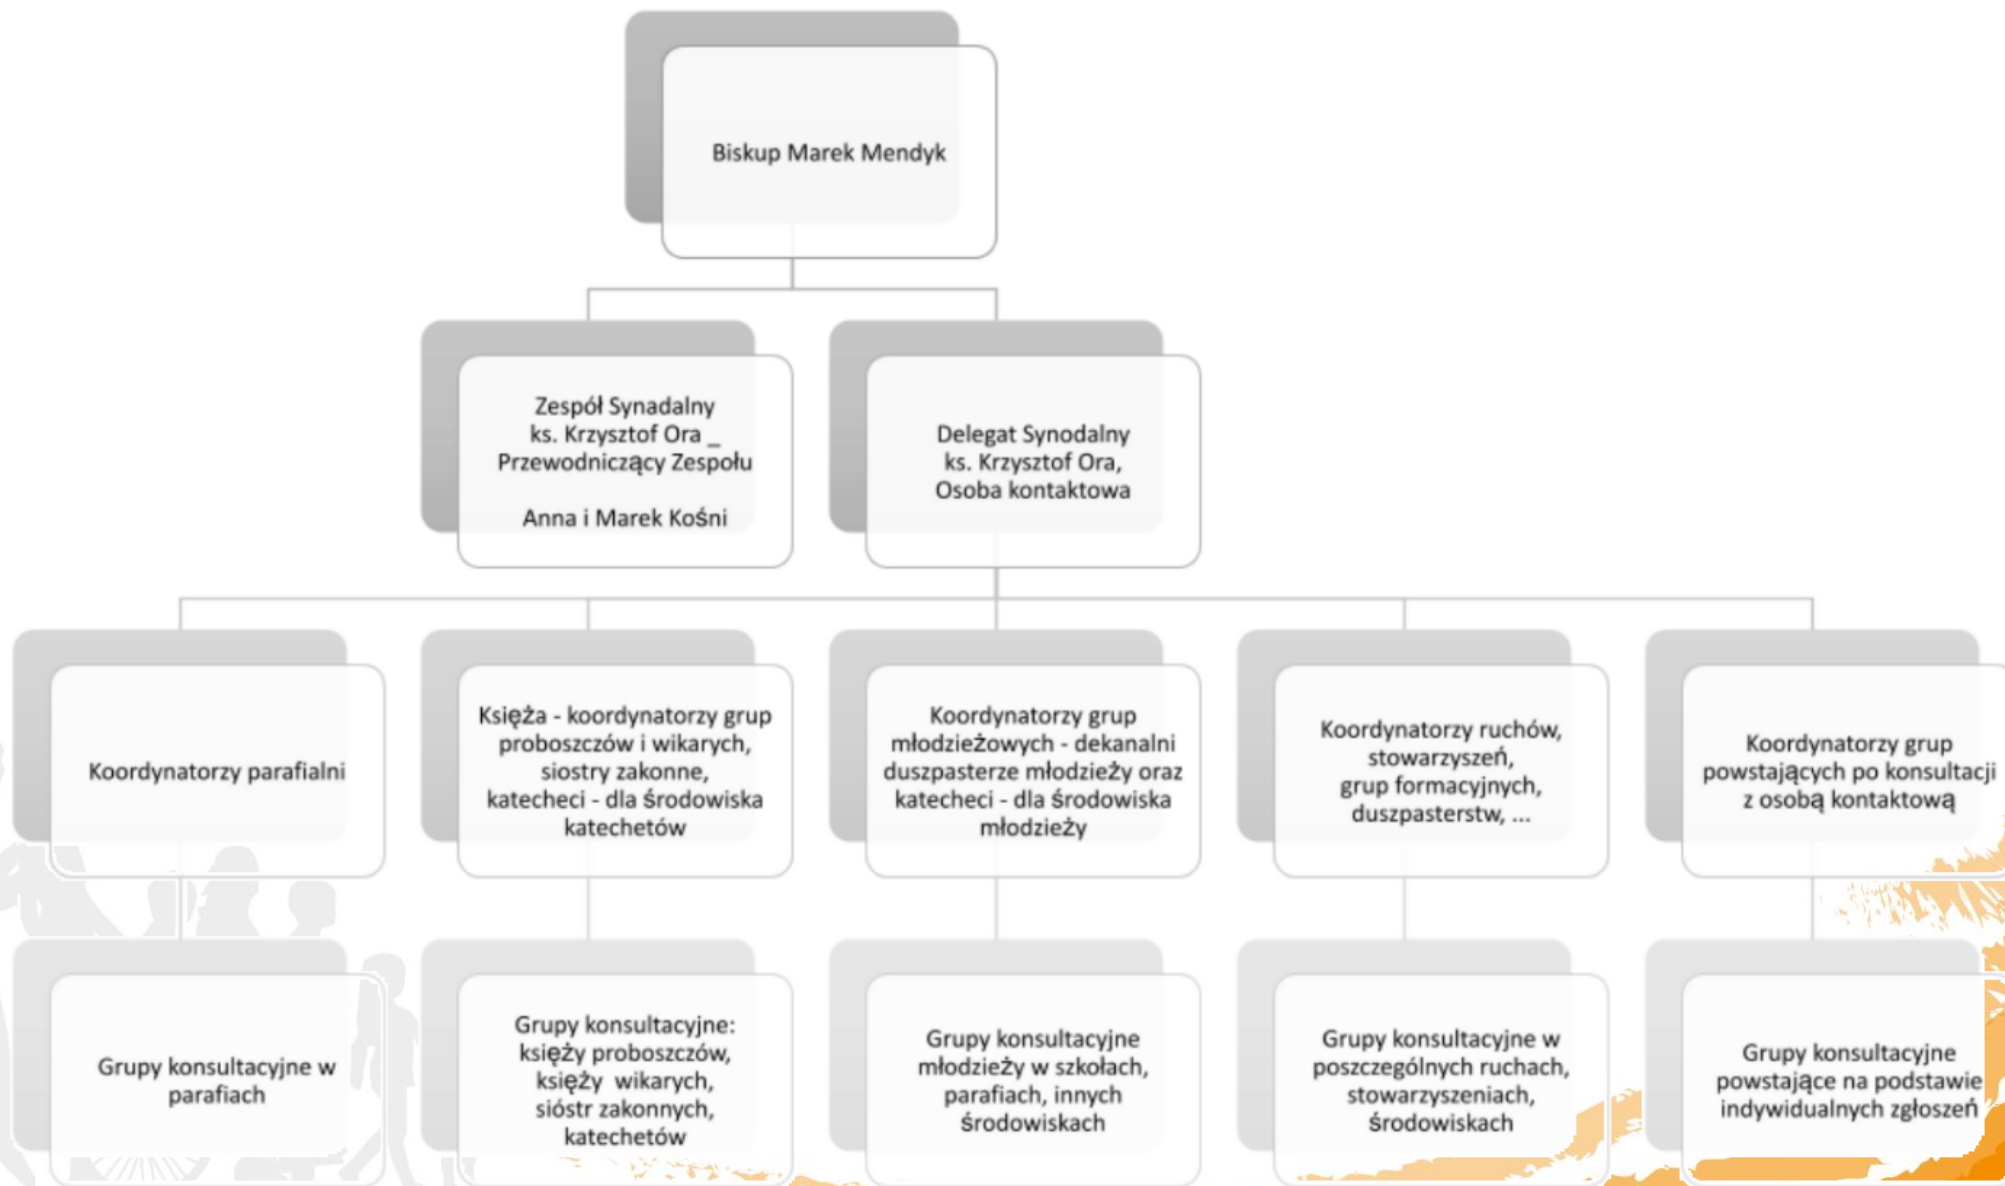 Biskup Marek Mendyk
Zespół Synadalny
ks. Krzysztof Ora _
Przewodniczący Zespołu
Anna i Marek Kośni
Delegat Synodalny
ks. Krzysztof Ora,
Osoba kontaktowa
Koordynatorzy parafialni
Księża - koordynatorzy grup
proboszczów i wikarych,
siostry zakonne,
katecheci - dla środowiska
katechetów
Koordynatorzy grup
młodzieżowych - dekanalni
duszpasterze młodzieży oraz
katecheci - dla środowiska
młodzieży
Koordynatorzy ruchów,
stowarzyszeń,
grup formacyjnych,
duszpasterstw, ...
Koordynatorzy grup
powstających po konsultacji
z osobą kontaktową
Grupy konsultacyjne w
parafiach
Grupy konsultacyjne:
księży proboszczów,
księży wikarych,
sióstr zakonnych,
katechetów
Grupy konsultacyjne
młodzieży w szkołach,
parafiach, innych
środowiskach
Grupy konsultacyjne w
poszczególnych ruchach,
stowarzyszeniach,
środowiskach
Grupy konsultacyjne
powstające na podstawie
indywidualnych zgłoszeń